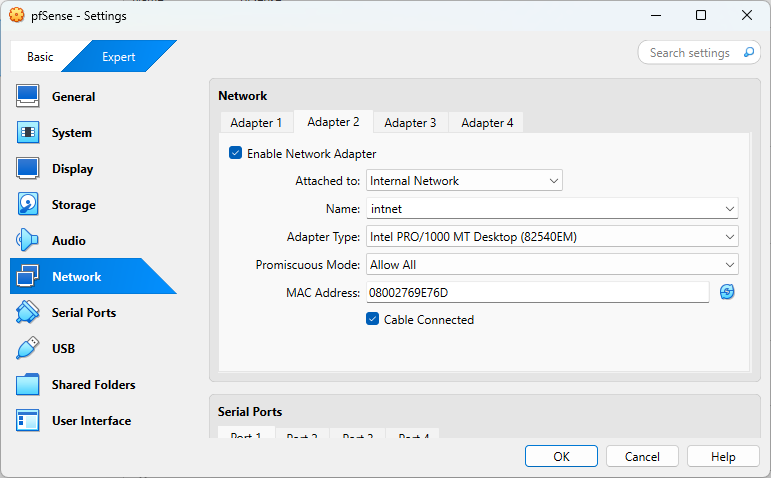 pfSense - Settings
Basic Expert Search settings
General
System
Display
Storage
Audio
Network
Serial Ports
USB
Shared Folders
User Interface
Network
Adapter 1 Adapter 2 Adapter 3 Adapter 4
Enable Network Adapter
Attached to: Internal Network
Name: intnet
Adapter Type: Intel PRO/1000 MT Desktop (82540EM)
Promiscuous Mode: Allow All
MAC Address: 08002769E76D
Cable Connected
Serial Ports
Port 1 Port 2 Port 3 Port 4
OK Cancel Help